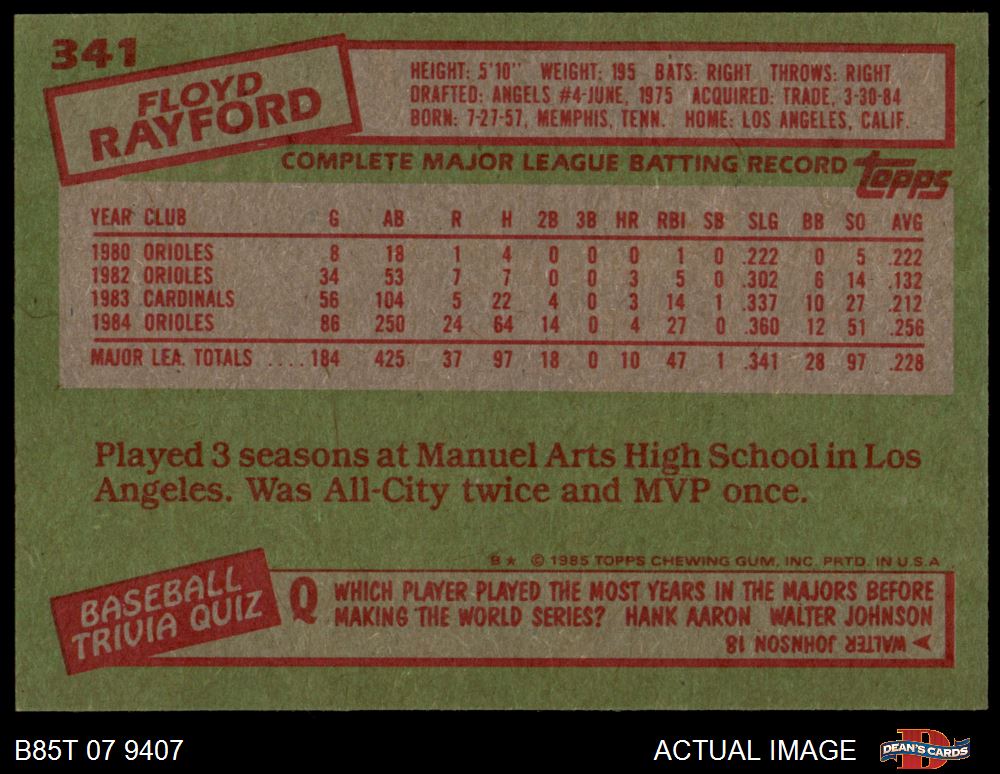 341
FLOYD
RAYFORD
HEIGHT: 5'10" WEIGHT: 195 BATS: RIGHT THROWS: RIGHT
DRAFTED: ANGELS #4-JUNE, 1975 ACQUIRED: TRADE, 3-30-84
BORN: 7-27-57, MEMPHIS, TENN. HOME: LOS ANGELES, CALIF.
COMPLETE MAJOR LEAGUE BATTING RECORD
topps
YEAR CLUB G AB R H 2B 3B HR RBI SB SLG BB SO AVG
1980 ORIOLES 8 18 1 4 0 0 0 1 0 .222 0 5 .222
1982 ORIOLES 34 53 7 7 0 0 3 5 0 .302 6 14 .132
1983 CARDINALS 56 104 5 22 4 0 3 14 1 .337 10 27 .212
1984 ORIOLES 86 250 24 64 14 0 4 27 0 .360 12 51 .256
MAJOR LEA. TOTALS ....184 425 37 97 18 0 10 47 1 .341 28 97 .228
Played 3 seasons at Manuel Arts High School in Los
Angeles. Was All-City twice and MVP once.
B★ © 1985 TOPPS CHEWING GUM, INC. PRTD. IN U.S.A
BASEBALL
TRIVIA QUIZ
Q WHICH PLAYER PLAYED THE MOST YEARS IN THE MAJORS BEFORE
MAKING THE WORLD SERIES? HANK AARON WALTER JOHNSON
WALTER JOHNSON 18
B85T 07 9407
ACTUAL IMAGE
D
DEAN'S CARDS